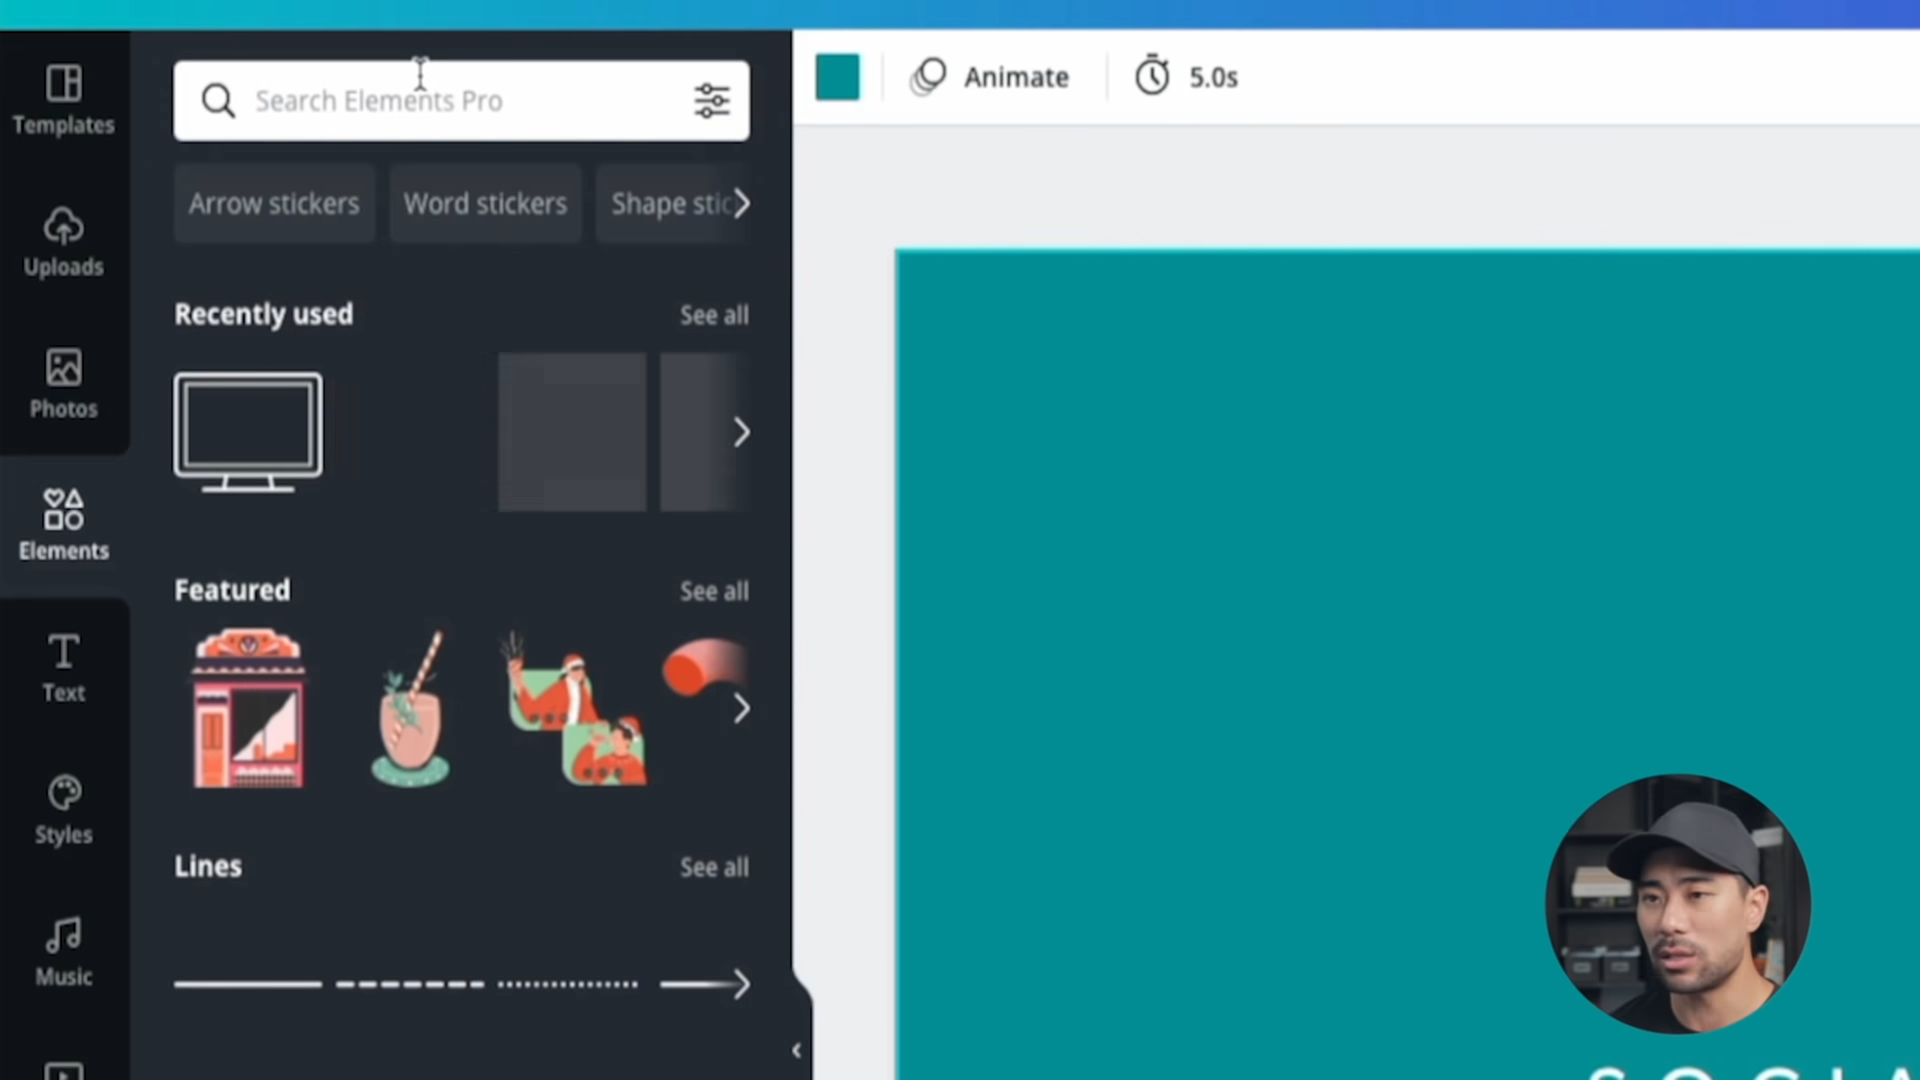 Templates
Uploads
Photos
Elements
Text
Styles
Music
Search Elements Pro
Arrow stickers
Word stickers
Shape stic
Recently used
See all
Featured
See all
Lines
See all
Animate
5.0s
SOCIA